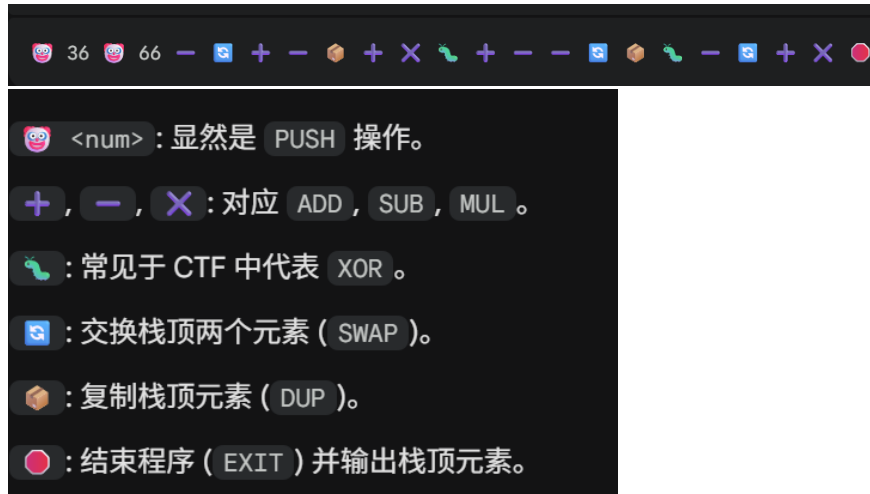 🤡 36 🤡 66 ➖ 🔄 ➕ ➖ 📦 ➕ ✖️ 🐛 ➕ ➖ ➖ 🔄 📦 🐛 ➖ 🔄 ➕ ✖️ 🛑
🤡 <num>: 显然是 PUSH 操作。
➕, ➖, ✖️: 对应 ADD, SUB, MUL。
🐛: 常见于 CTF 中代表 XOR。
🔄: 交换栈顶两个元素 (SWAP)。
📦: 复制栈顶元素 (DUP)。
🛑: 结束程序 (EXIT) 并输出栈顶元素。